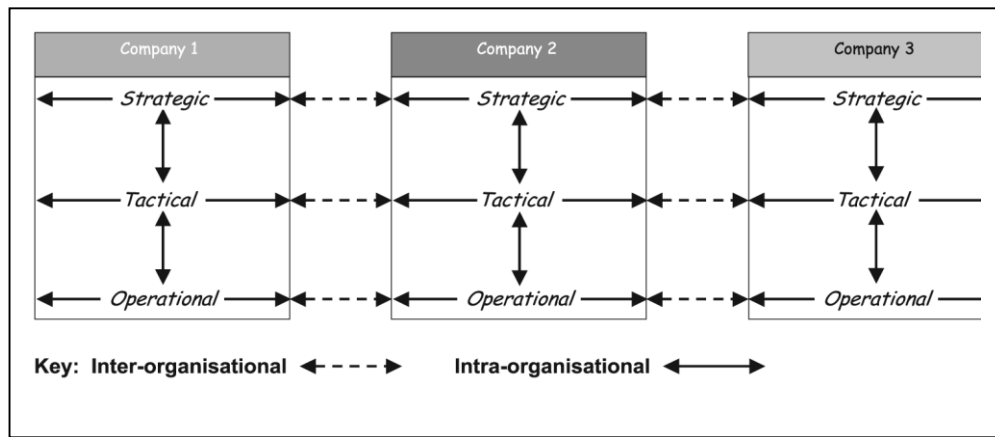 Company 1 Company 2 Company 3
Strategic Strategic Strategic
Tactical Tactical Tactical
Operational Operational Operational
Key: Inter-organisational Intra-organisational